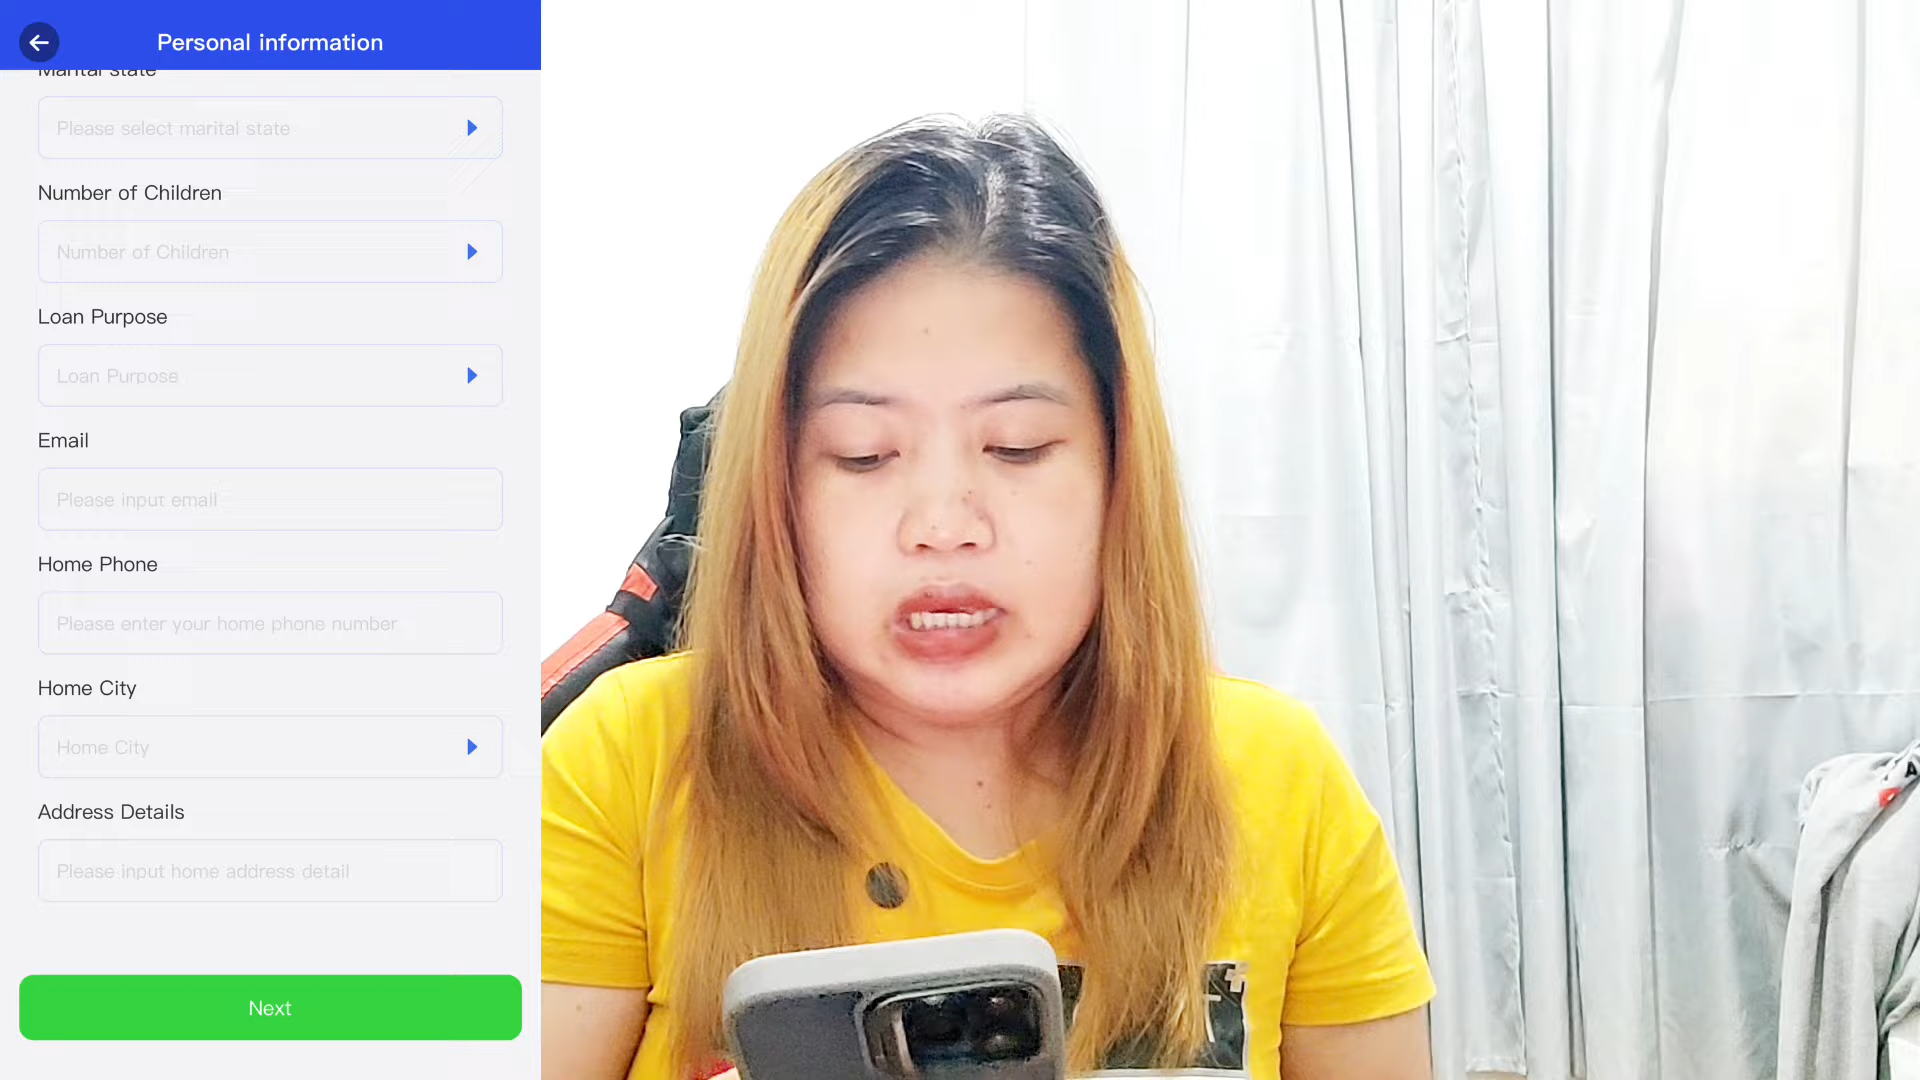 Personal information
Marital state
Please select marital state
Number of Children
Number of Children
Loan Purpose
Loan Purpose
Email
Please input email
Home Phone
Please enter your home phone number
Home City
Home City
Address Details
Please input home address detail
Next